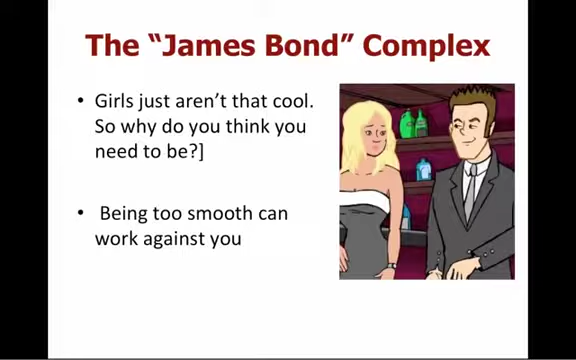 The “James Bond” Complex
• Girls just aren’t that cool.
So why do you think you
need to be?]
• Being too smooth can
work against you